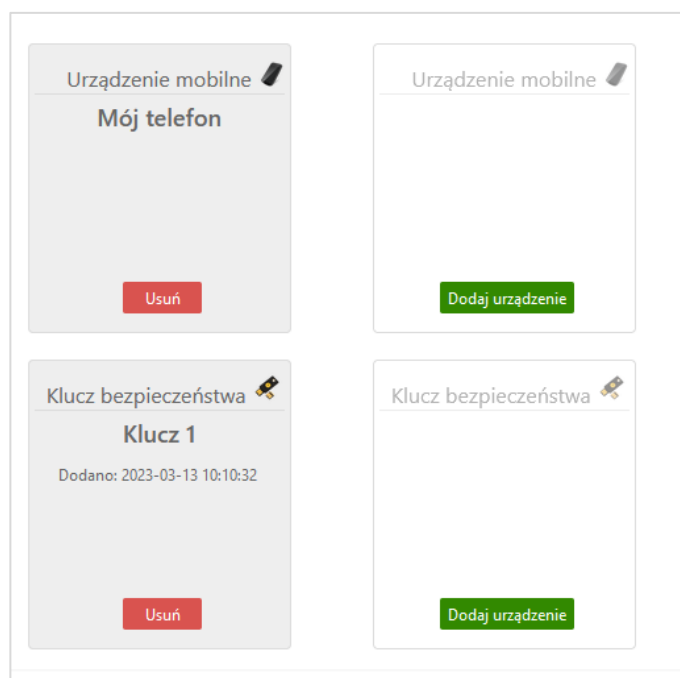 Urządzenie mobilne
Mój telefon
Usuń
Urządzenie mobilne
Dodaj urządzenie
Klucz bezpieczeństwa
Klucz 1
Dodano: 2023-03-13 10:10:32
Usuń
Klucz bezpieczeństwa
Dodaj urządzenie